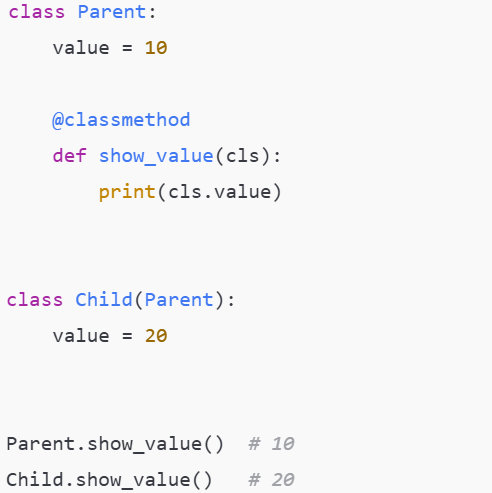 class Parent:
    value = 10

    @classmethod
    def show_value(cls):
        print(cls.value)


class Child(Parent):
    value = 20


Parent.show_value()  # 10
Child.show_value()   # 20